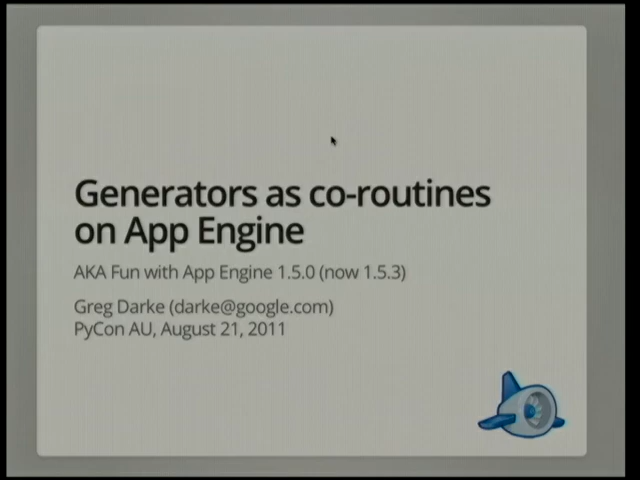 Generators as co-routines
on App Engine
AKA Fun with App Engine 1.5.0 (now 1.5.3)
Greg Darke (darke@google.com)
PyCon AU, August 21, 2011